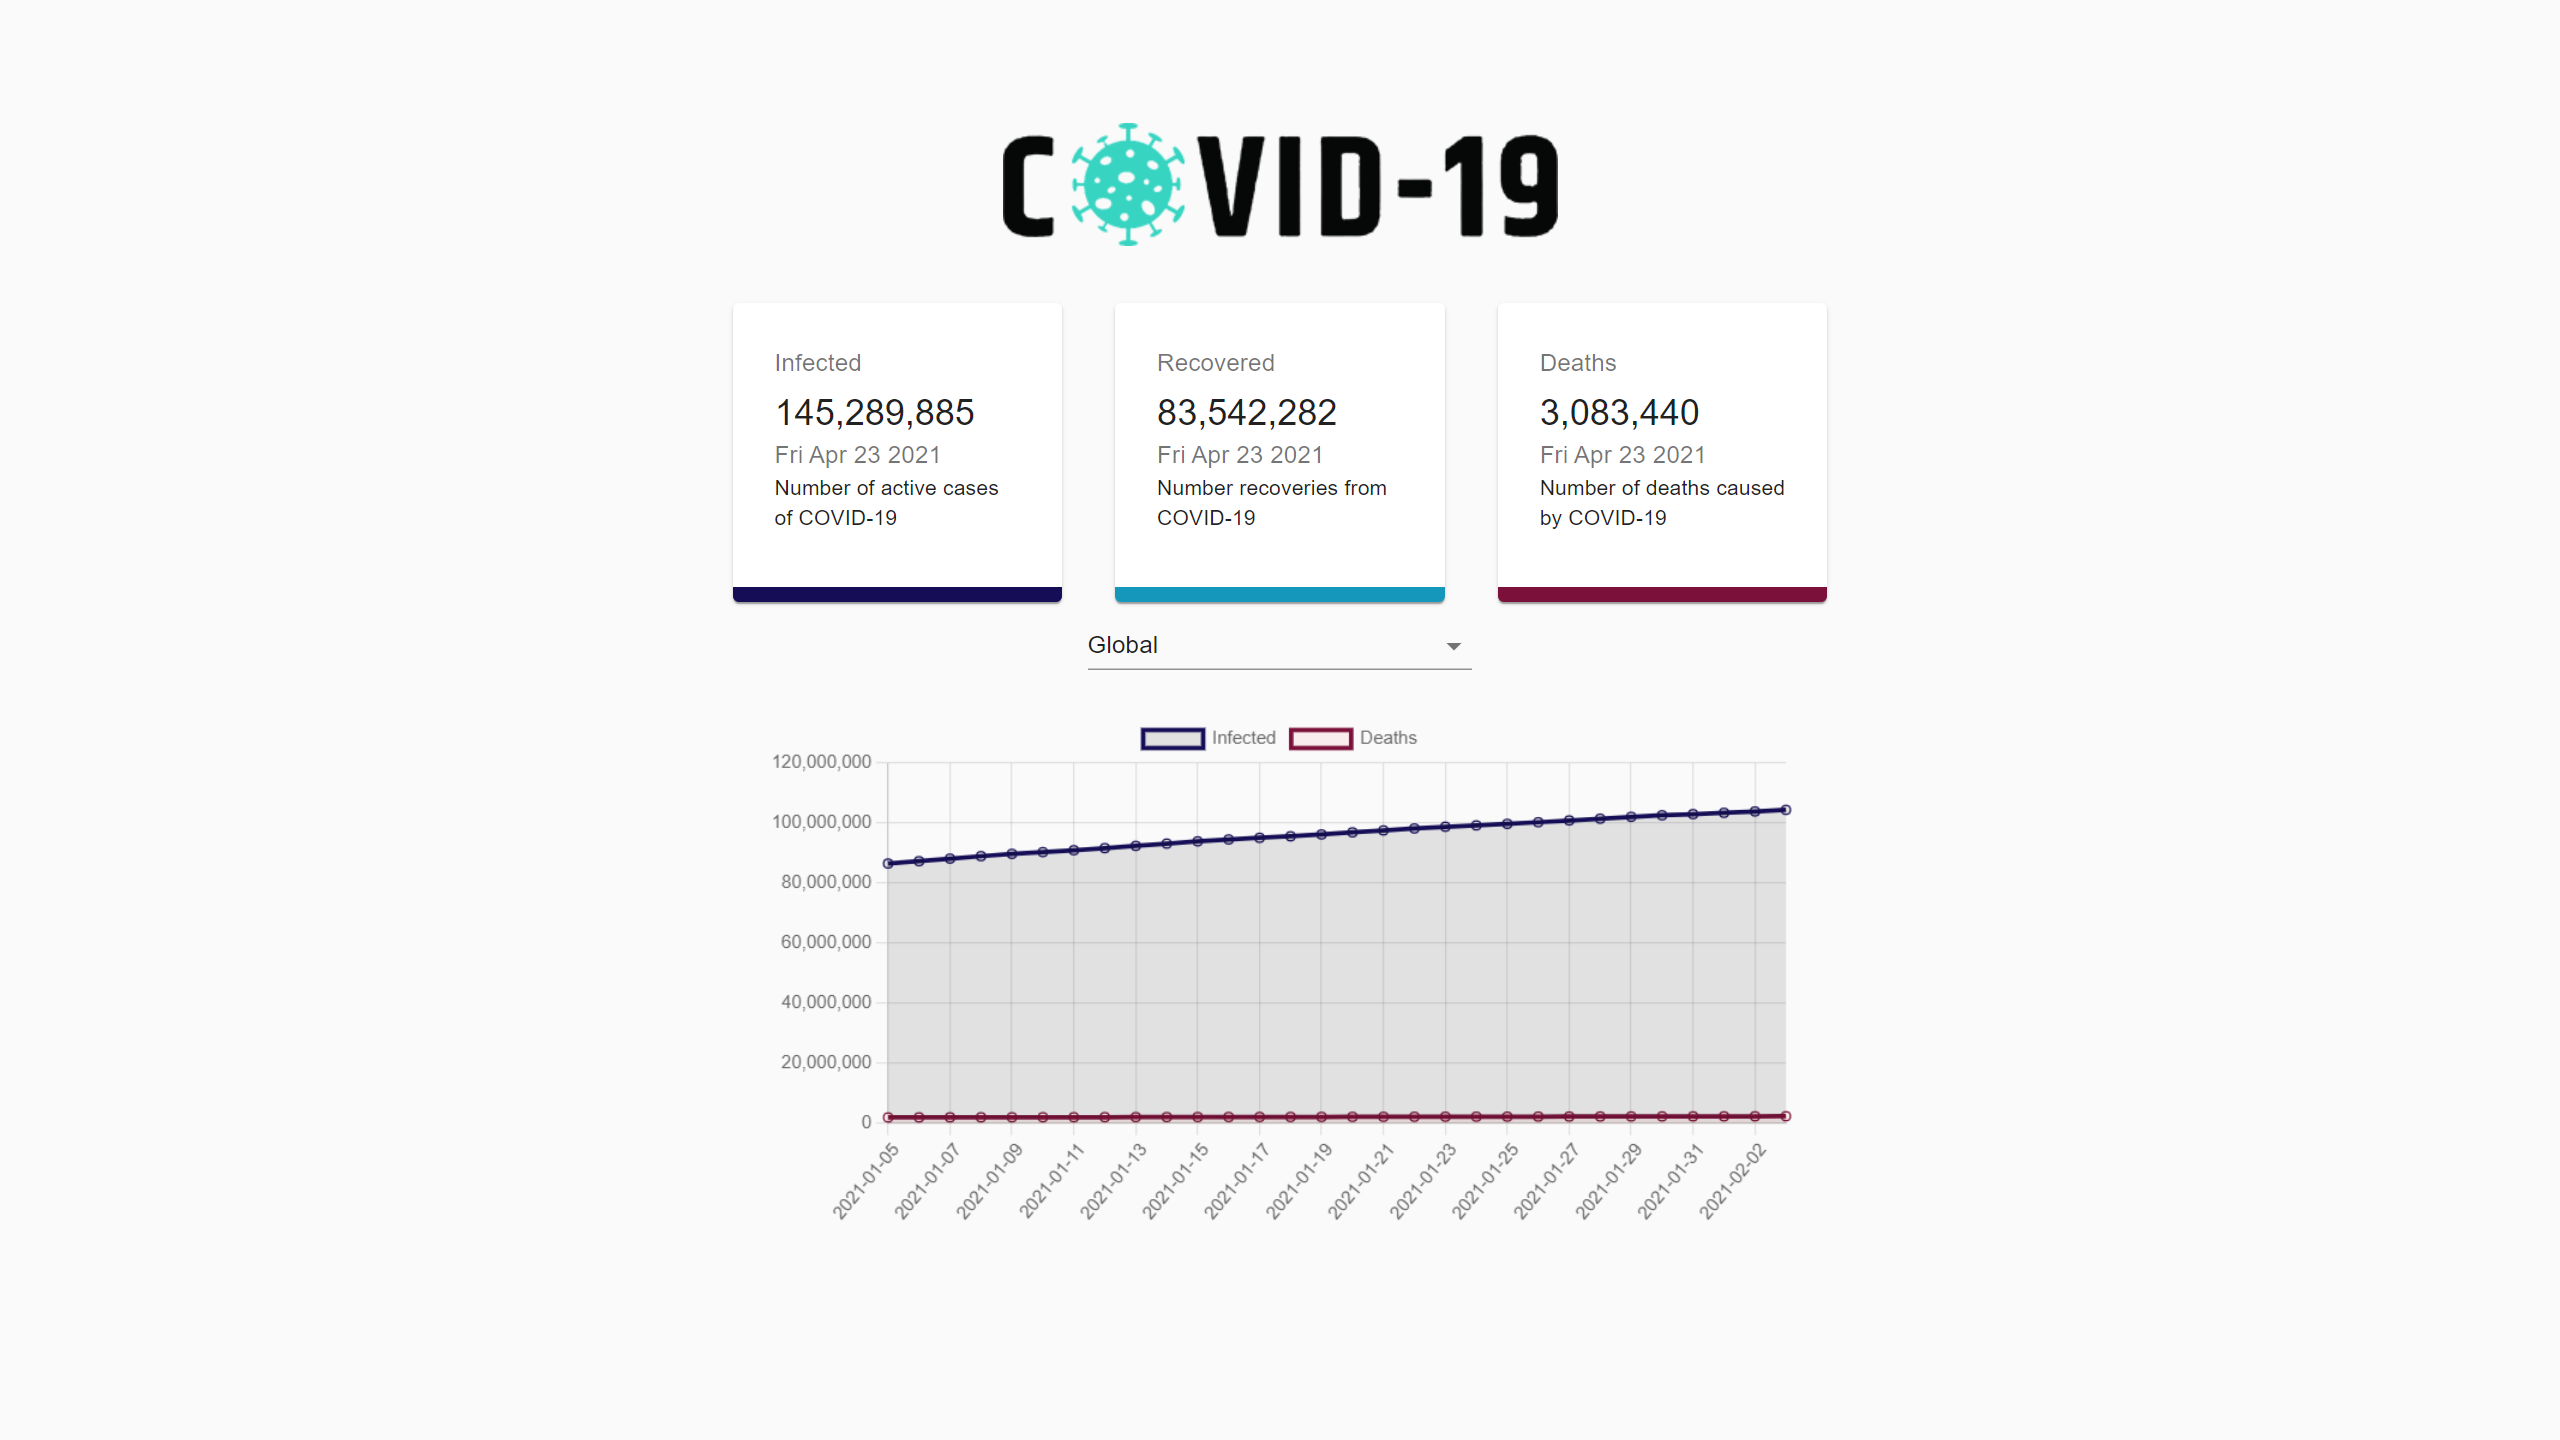 COVID-19
Infected
145,289,885
Fri Apr 23 2021
Number of active cases
of COVID-19
Recovered
83,542,282
Fri Apr 23 2021
Number recoveries from
COVID-19
Deaths
3,083,440
Fri Apr 23 2021
Number of deaths caused
by COVID-19
Global
Infected
Deaths
120,000,000
100,000,000
80,000,000
60,000,000
40,000,000
20,000,000
0
2021-01-05
2021-01-07
2021-01-09
2021-01-11
2021-01-13
2021-01-15
2021-01-17
2021-01-19
2021-01-21
2021-01-23
2021-01-25
2021-01-27
2021-01-29
2021-01-31
2021-02-02